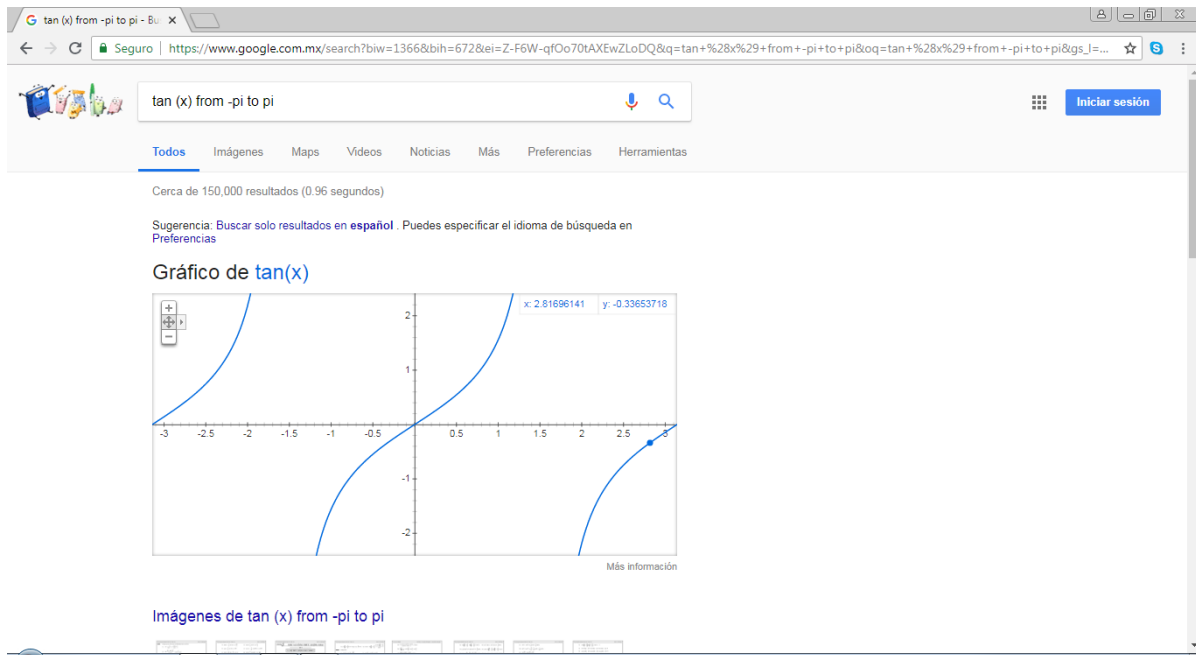 tan (x) from -pi to pi - Bu
Seguro
https://www.google.com.mx/search?biw=1366&bih=672&ei=Z-F6W-qfOo70tAXEwZLoDQ&q=tan+%28x%29+from+-pi+to+pi&oq=tan+%28x%29+from+-pi+to+pi&gs_l=...
tan (x) from -pi to pi
Iniciar sesión
Todos Imágenes Maps Videos Noticias Más Preferencias Herramientas
Cerca de 150,000 resultados (0.96 segundos)
Sugerencia: Buscar solo resultados en español . Puedes especificar el idioma de búsqueda en
Preferencias
Gráfico de tan(x)
x: 2.81696141 y: -0.33653718
2
1
-3 -2.5 -2 -1.5 -1 -0.5 0.5 1 1.5 2 2.5 3
-1
-2
Más información
Imágenes de tan (x) from -pi to pi